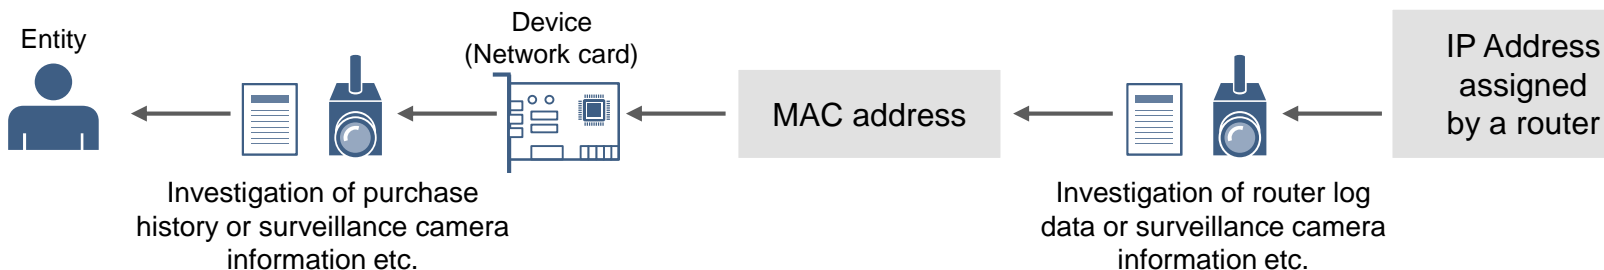 Entity
Device
(Network card)
MAC address
IP Address
assigned
by a router
Investigation of purchase
history or surveillance camera
information etc.
Investigation of router log
data or surveillance camera
information etc.